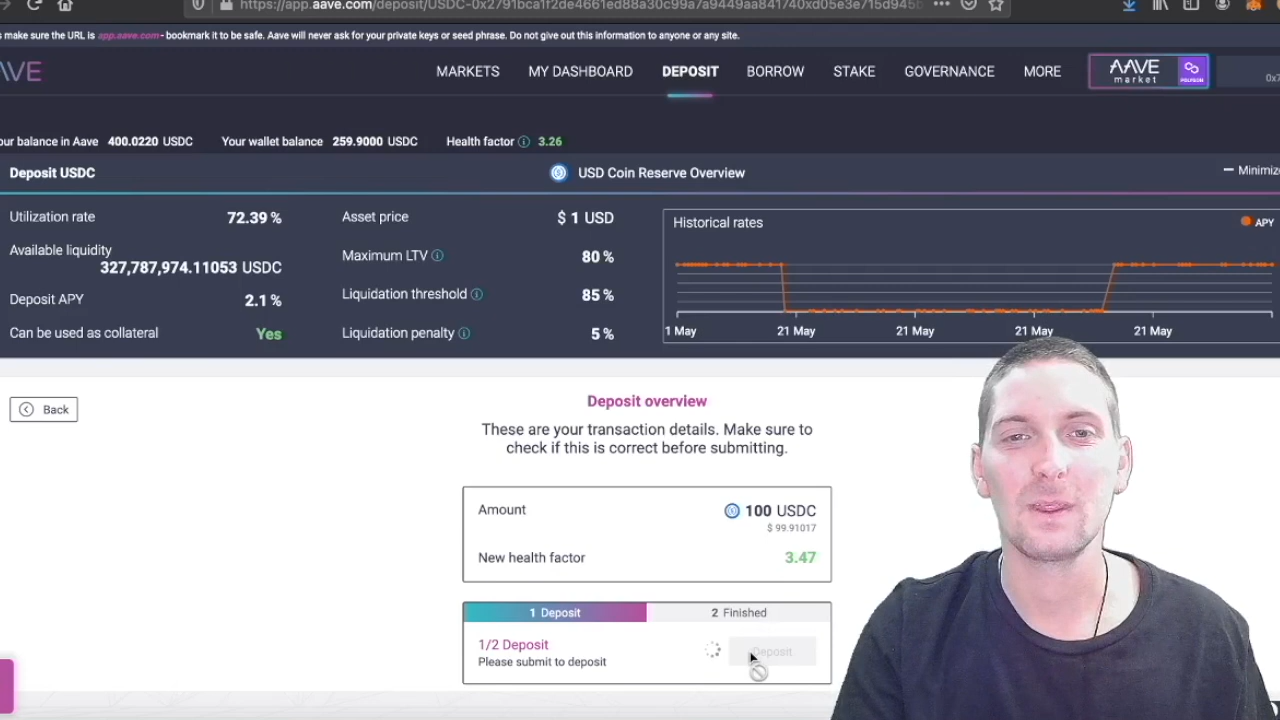 https://app.aave.com/deposit/USDC-0x2791bca1f2de4661ed88a30c99a7a9449aa841740xd05e3e715d945b
make sure the URL is app.aave.com - bookmark it to be safe. Aave will never ask for your private keys or seed phrase. Do not give out this information to anyone or any site.
AVE
MARKETS MY DASHBOARD DEPOSIT BORROW STAKE GOVERNANCE MORE AAVE market POLYGON 0x7
our balance in Aave 400.0220 USDC Your wallet balance 259.9000 USDC Health factor 3.26
Deposit USDC USD Coin Reserve Overview Minimize
Utilization rate 72.39 % Asset price $ 1 USD Historical rates APY
Available liquidity 327,787,974.11053 USDC Maximum LTV 80 %
Deposit APY 2.1 % Liquidation threshold 85 %
Can be used as collateral Yes Liquidation penalty 5 % 1 May 21 May 21 May 21 May 21 May
Back
Deposit overview
These are your transaction details. Make sure to
check if this is correct before submitting.
Amount 100 USDC
$ 99.91017
New health factor 3.47
1 Deposit 2 Finished
1/2 Deposit Deposit
Please submit to deposit